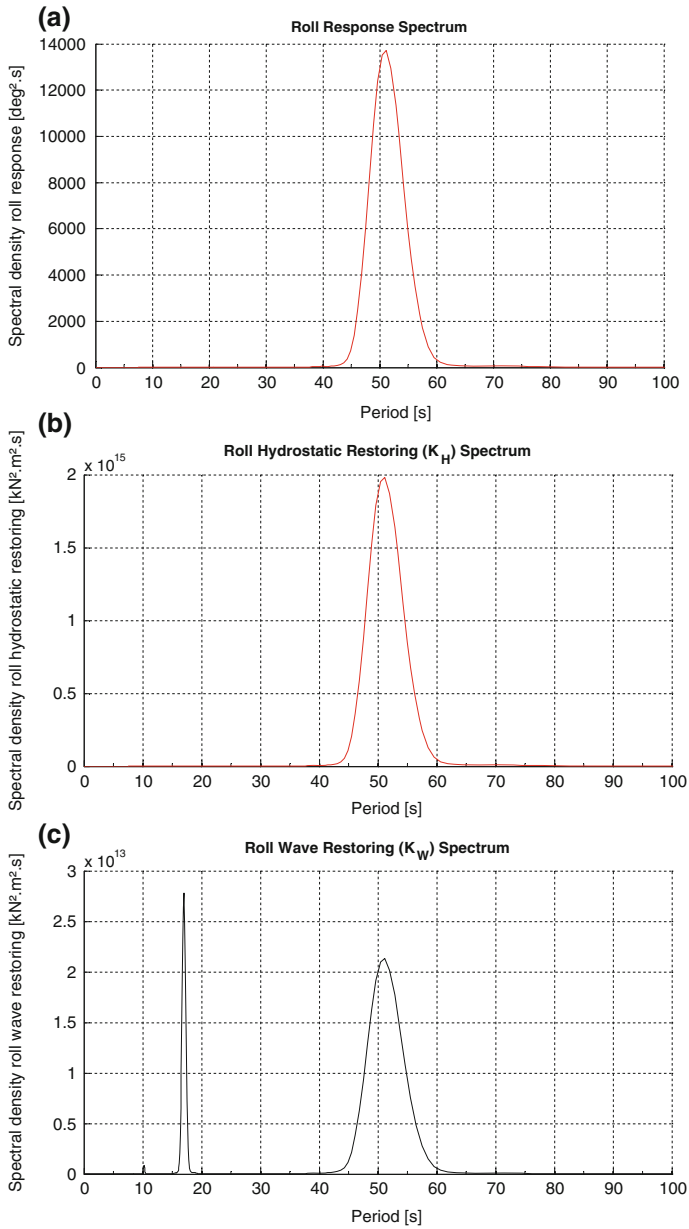 (a)
Roll Response Spectrum
Spectral density roll response [deg².s]
14000
12000
10000
8000
6000
4000
2000
0
0 10 20 30 40 50 60 70 80 90 100
Period [s]
(b)
Roll Hydrostatic Restoring (K_H) Spectrum
x 10^15
Spectral density roll hydrostatic restoring [kN².m².s]
2
1.5
1
0.5
0
0 10 20 30 40 50 60 70 80 90 100
Period [s]
(c)
Roll Wave Restoring (K_W) Spectrum
x 10^13
Spectral density roll wave restoring [kN².m².s]
3
2.5
2
1.5
1
0.5
0
0 10 20 30 40 50 60 70 80 90 100
Period [s]